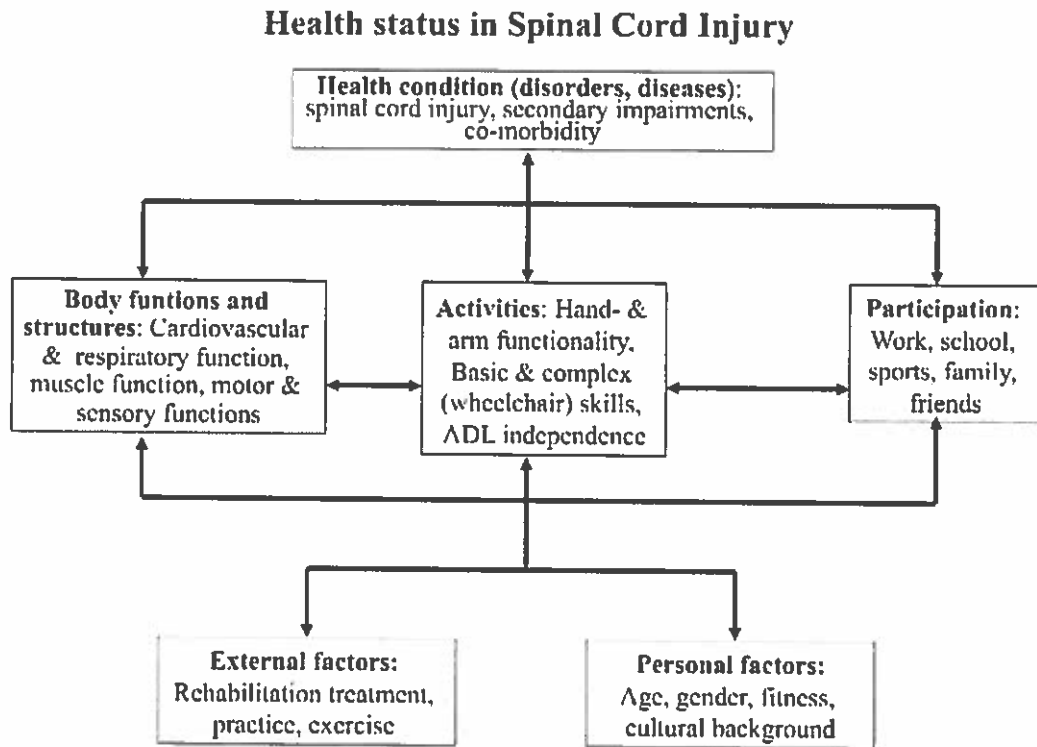 Health status in Spinal Cord Injury
Health condition (disorders, diseases):
spinal cord injury, secondary impairments,
co-morbidity
Body funtions and
structures: Cardiovascular
& respiratory function,
muscle function, motor &
sensory functions
Activities: Hand- &
arm functionality,
Basic & complex
(wheelchair) skills,
ADL independence
Participation:
Work, school,
sports, family,
friends
External factors:
Rehabilitation treatment,
practice, exercise
Personal factors:
Age, gender, fitness,
cultural background